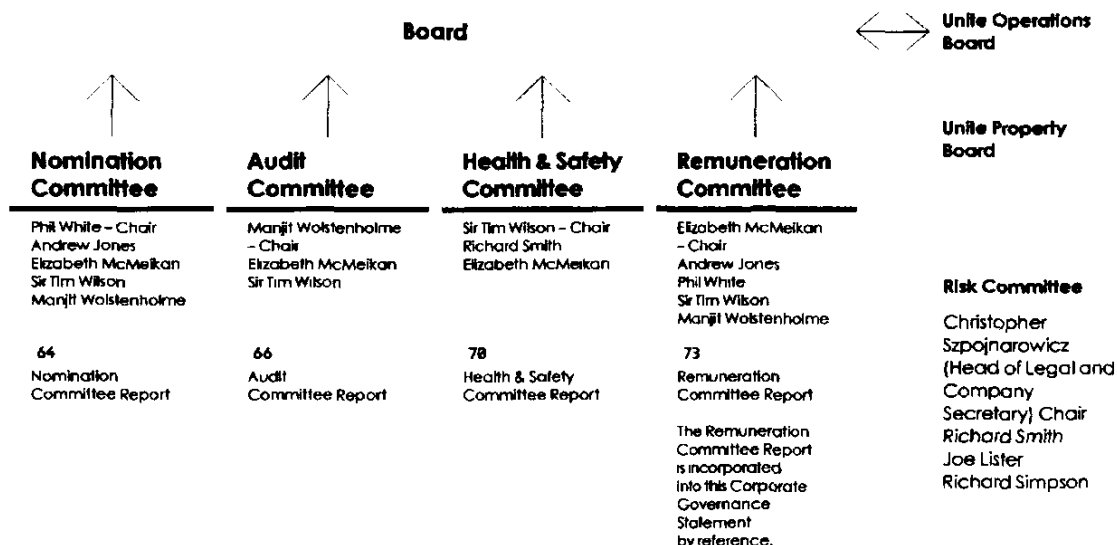 Board
Unite Operations
Board
Unite Property
Board
Nomination
Committee
Phil White – Chair
Andrew Jones
Elizabeth McMeikan
Sir Tim Wilson
Manjit Wolstenholme
64
Nomination
Committee Report
Audit
Committee
Manjit Wolstenholme
– Chair
Elizabeth McMeikan
Sir Tim Wilson
66
Audit
Committee Report
Health & Safety
Committee
Sir Tim Wilson – Chair
Richard Smith
Elizabeth McMeikan
70
Health & Safety
Committee Report
Remuneration
Committee
Elizabeth McMeikan
– Chair
Andrew Jones
Phil White
Sir Tim Wilson
Manjit Wolstenholme
73
Remuneration
Committee Report
The Remuneration
Committee Report
is incorporated
into this Corporate
Governance
Statement
by reference.
Risk Committee
Christopher
Szpojnarowicz
(Head of Legal and
Company
Secretary) Chair
Richard Smith
Joe Lister
Richard Simpson